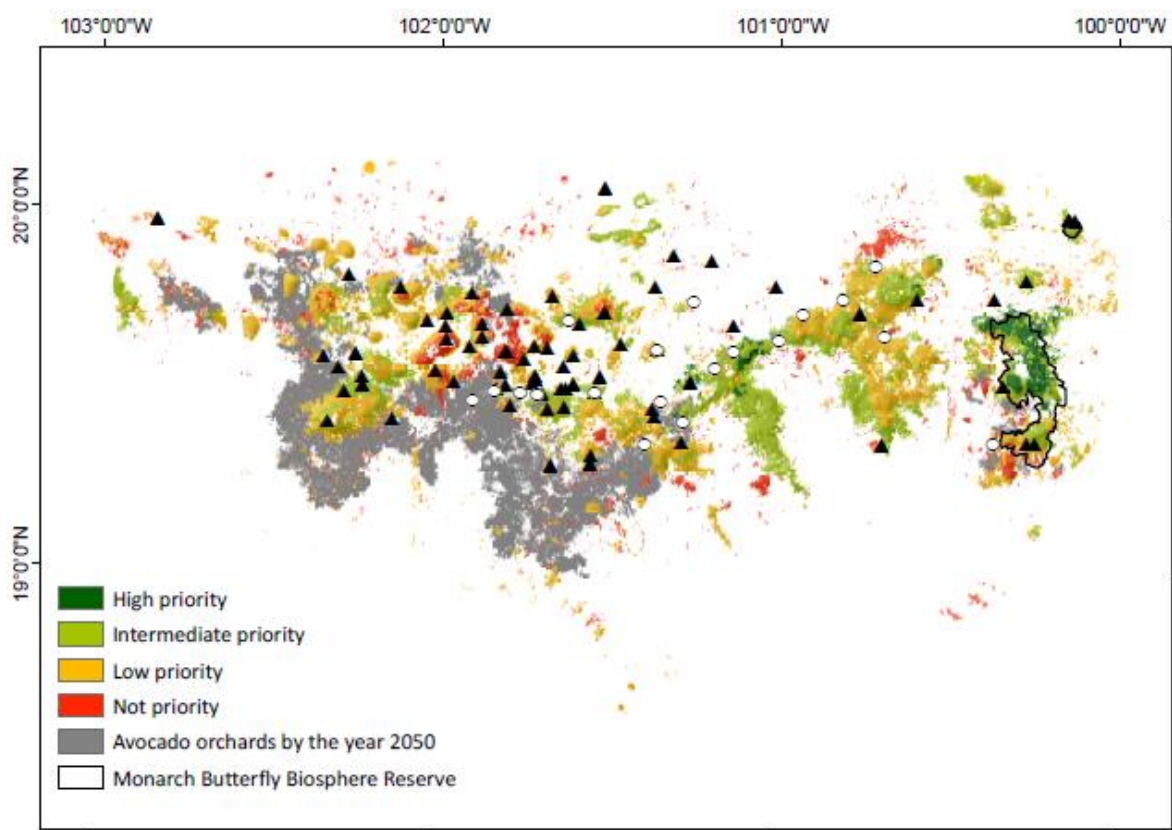 103°0'0"W 102°0'0"W 101°0'0"W 100°0'0"W
20°0'0"N
19°0'0"N
High priority
Intermediate priority
Low priority
Not priority
Avocado orchards by the year 2050
Monarch Butterfly Biosphere Reserve